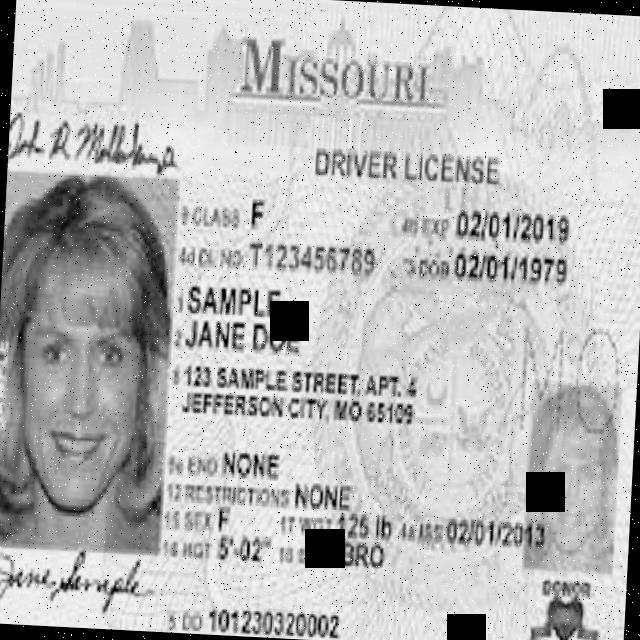 MISSOURI
DRIVER LICENSE
9 CLASS F 4b EXP 02/01/2019
4d DL NO. T123456789 3 DOB 02/01/1979
1 SAMPLE
2 JANE DOE
8 123 SAMPLE STREET, APT. 4
JEFFERSON CITY, MO 65109
9a END NONE
12 RESTRICTIONS NONE
15 SEX F 17 WGT 125 lb 4a ISS 02/01/2013
16 HGT 5'-02" BRO
Jane Sample
5 DD 101230320002
DONOR